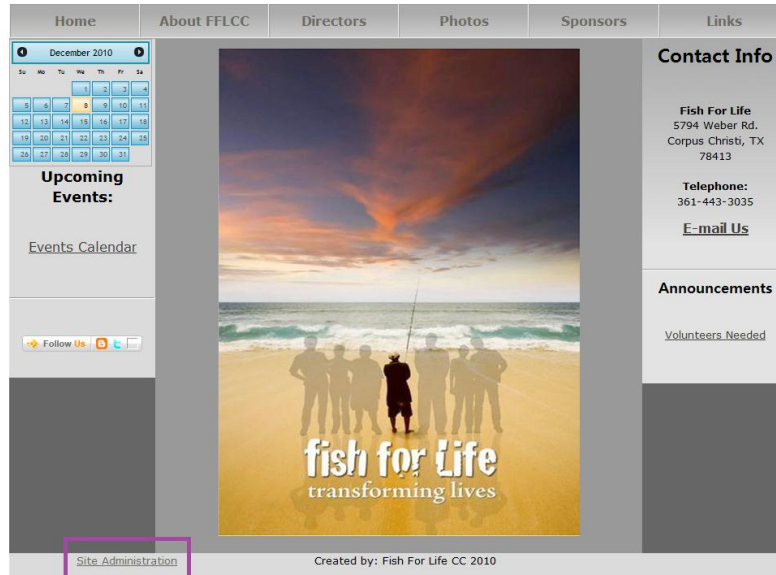 Home About FFLCC Directors Photos Sponsors Links
December 2010
Su Mo Tu We Th Fr Sa
1 2 3 4
5 6 7 8 9 10 11
12 13 14 15 16 17 18
19 20 21 22 23 24 25
26 27 28 29 30 31
Upcoming
Events:
Events Calendar
Follow Us
fish for Life
transforming lives
Contact Info
Fish For Life
5794 Weber Rd.
Corpus Christi, TX
78413
Telephone:
361-443-3035
E-mail Us
Announcements
Volunteers Needed
Site Administration
Created by: Fish For Life CC 2010